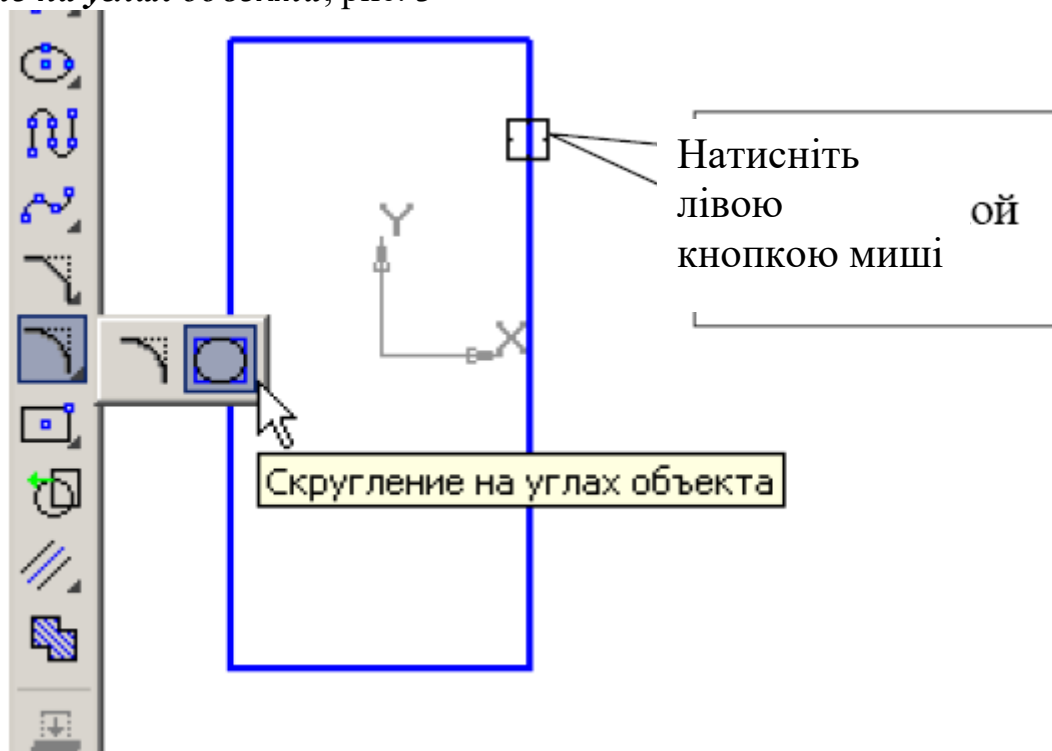 Y
Натисніть
лівою
ой
кнопкою миші
X
Скругление на углах объекта